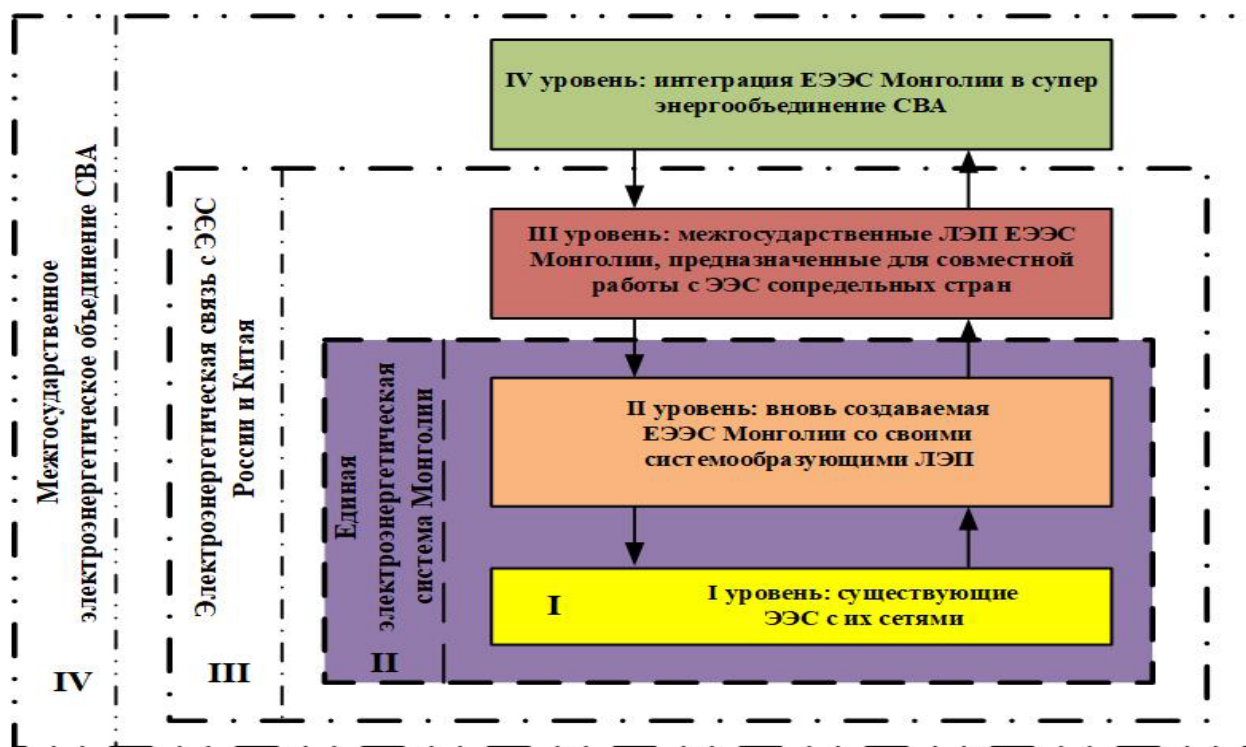 IV уровень: интеграция ЕЭЭС Монголии в супер
энергообъединение СВА
III уровень: межгосударственные ЛЭП ЕЭЭС
Монголии, предназначенные для совместной
работы с ЭЭС сопредельных стран
II уровень: вновь создаваемая
ЕЭЭС Монголии со своими
системообразующими ЛЭП
I
I уровень: существующие
ЭЭС с их сетями
Межгосударственное
электроэнергетическое объединение СВА
IV
Электроэнергетическая связь с ЭЭС
России и Китая
III
Единая
электроэнергетическая
система Монголии
II